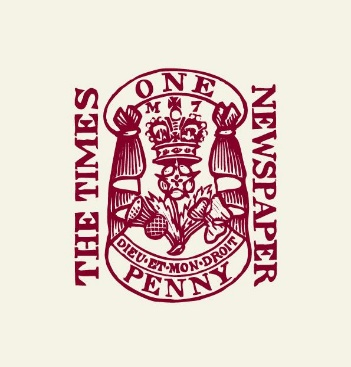 ONE
M 7
THE TIMES
NEWSPAPER
DIEU·ET·MON·DROIT
PENNY